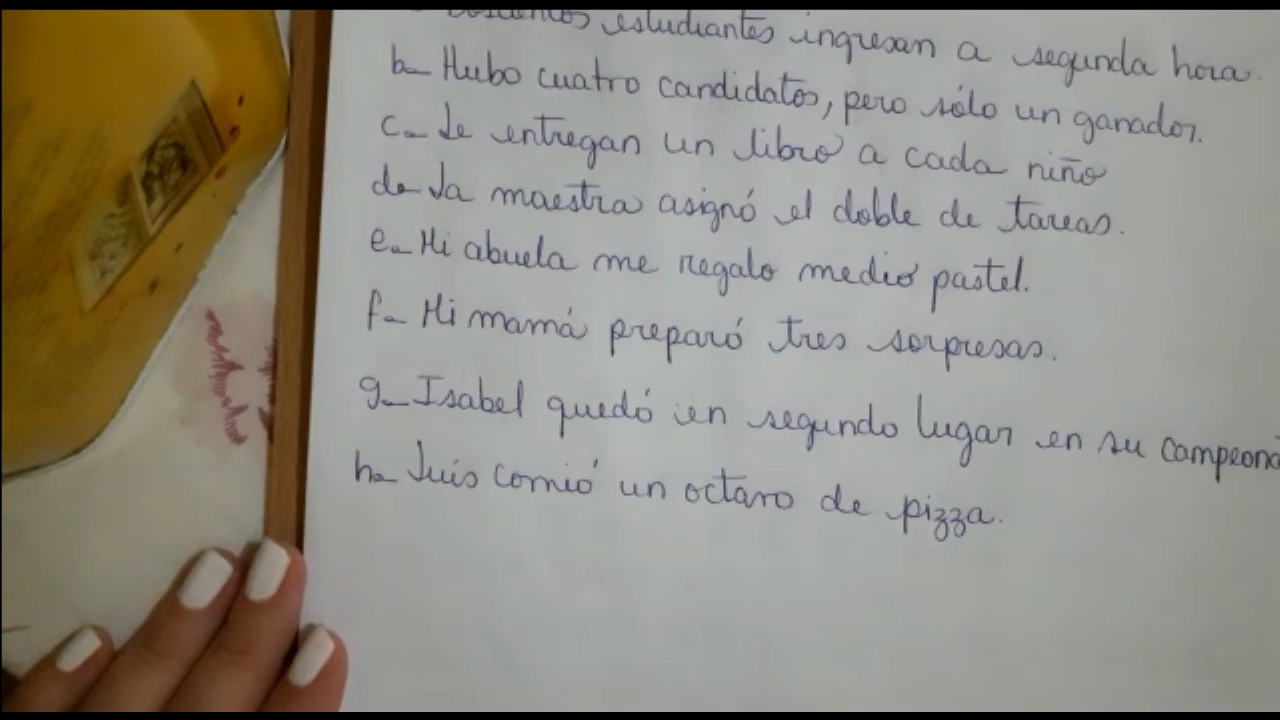 estudiantes ingresan a segunda hora.
b- Hubo cuatro candidatos, pero sólo un ganador.
c- Le entregan un libro a cada niño
d- La maestra asignó el doble de tareas.
e- Mi abuela me regalo medio pastel.
f- Mi mamá preparó tres sorpresas.
g- Isabel quedó en segundo lugar en su campeona
h- Luis comió un octavo de pizza.